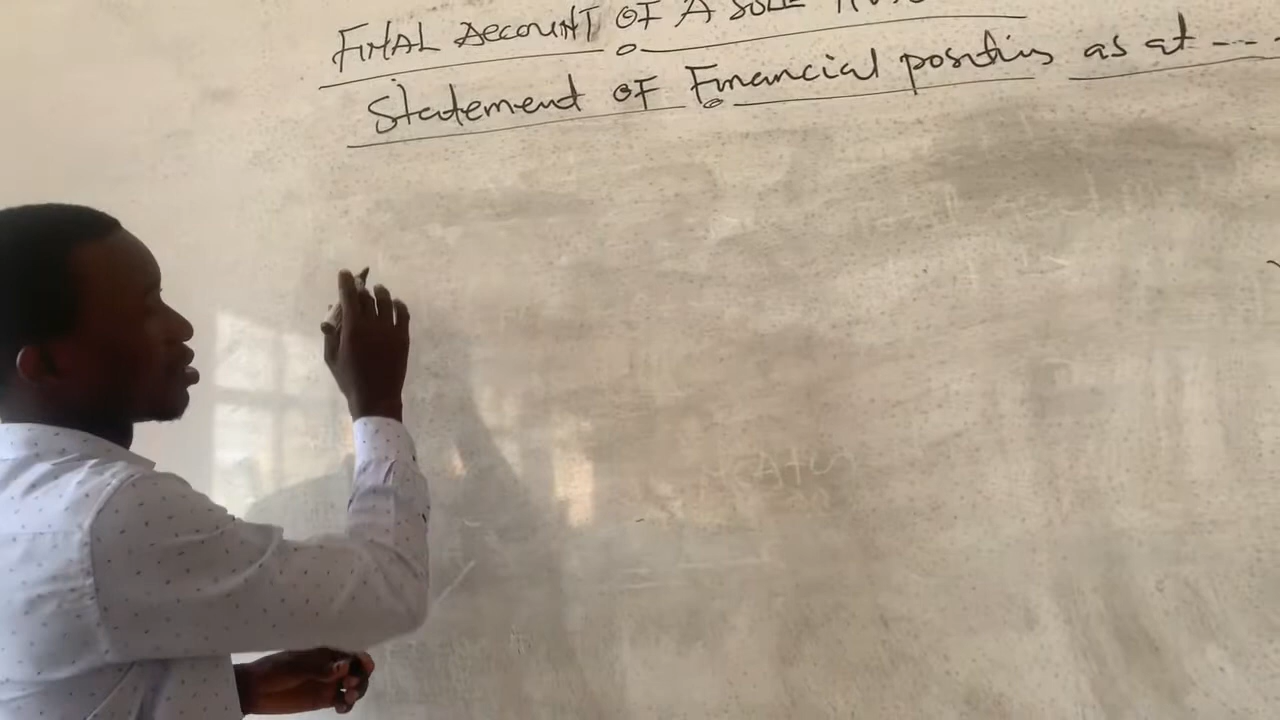 FINAL ACCOUNT OF A SOLE
Statement OF Financial position as at ---